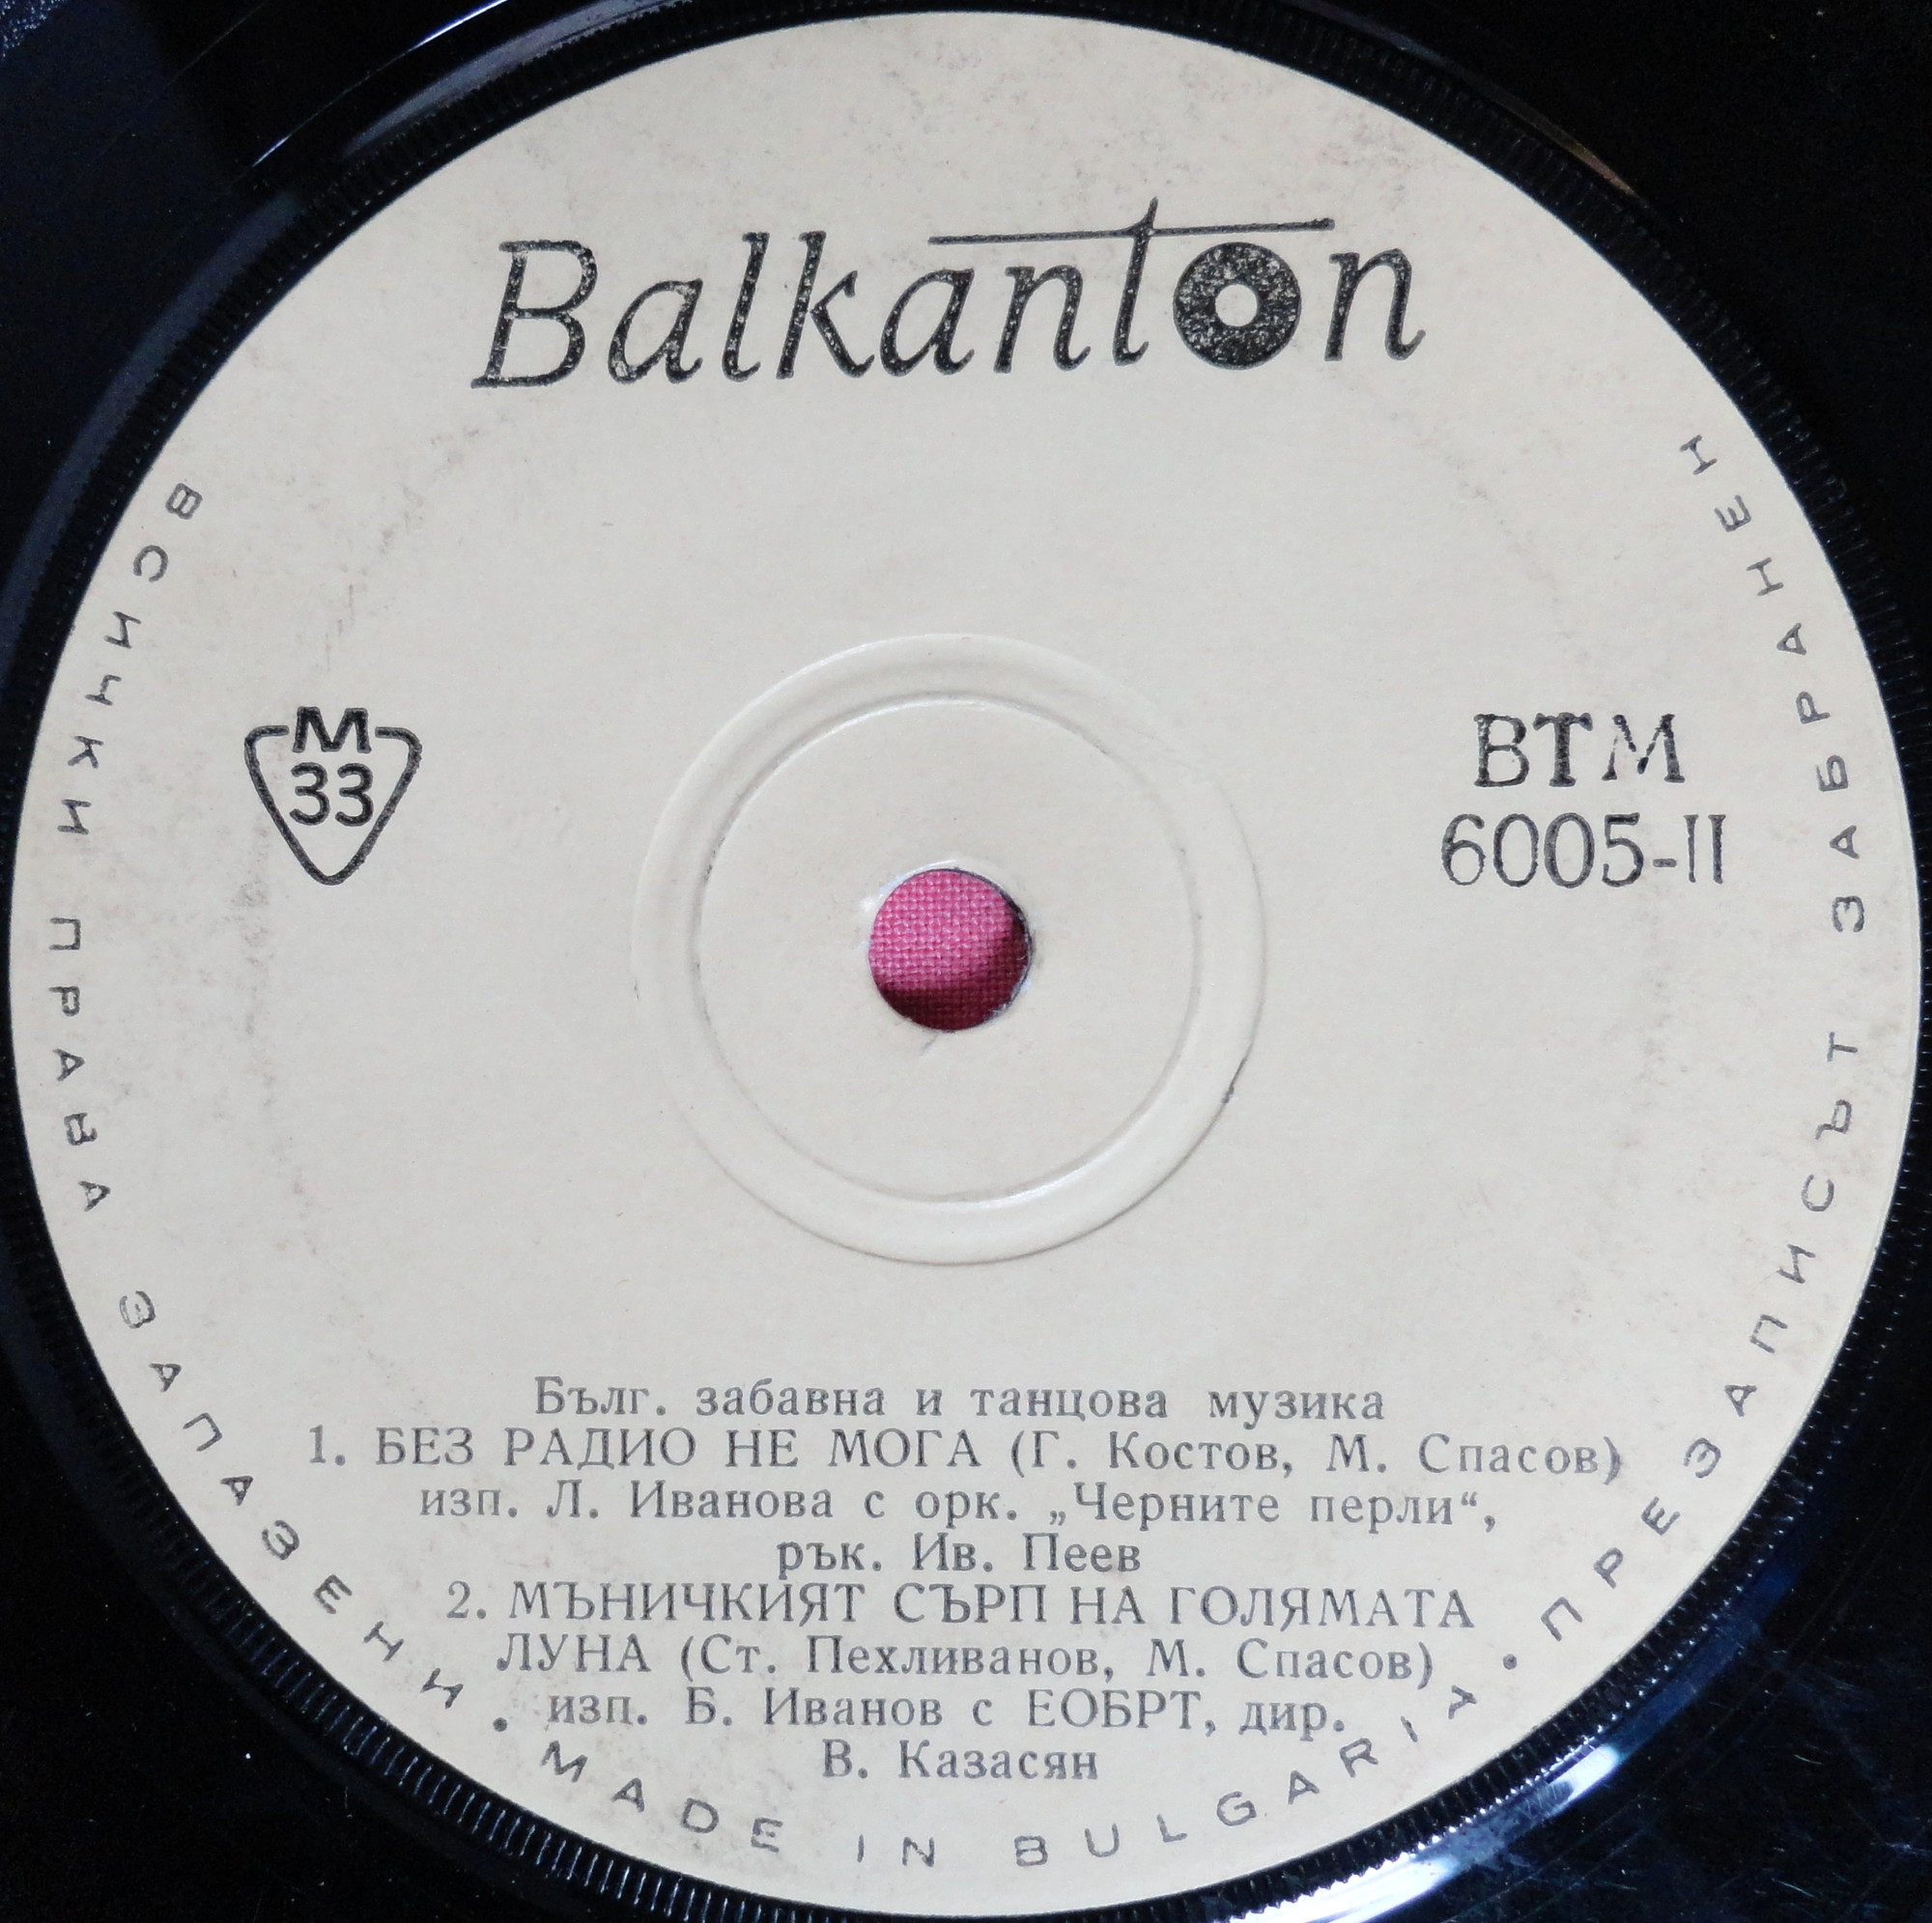 Balkanton
M
33
ВТМ
6005-II
Бълг. забавна и танцова музика
1. БЕЗ РАДИО НЕ МОГА (Г. Костов, М. Спасов)
изп. Л. Иванова с орк. „Черните перли“,
рък. Ив. Пеев
2. МЪНИЧКИЯТ СЪРП НА ГОЛЯМАТА
ЛУНА (Ст. Пехливанов, М. Спасов)
изп. Б. Иванов с ЕОБРТ, дир.
В. Казасян
ВСИЧКИ ПРАВА ЗАПАЗЕНИ • MADE IN BULGARIY • ПРЕЗАПИСЪТ ЗАБРАНЕН